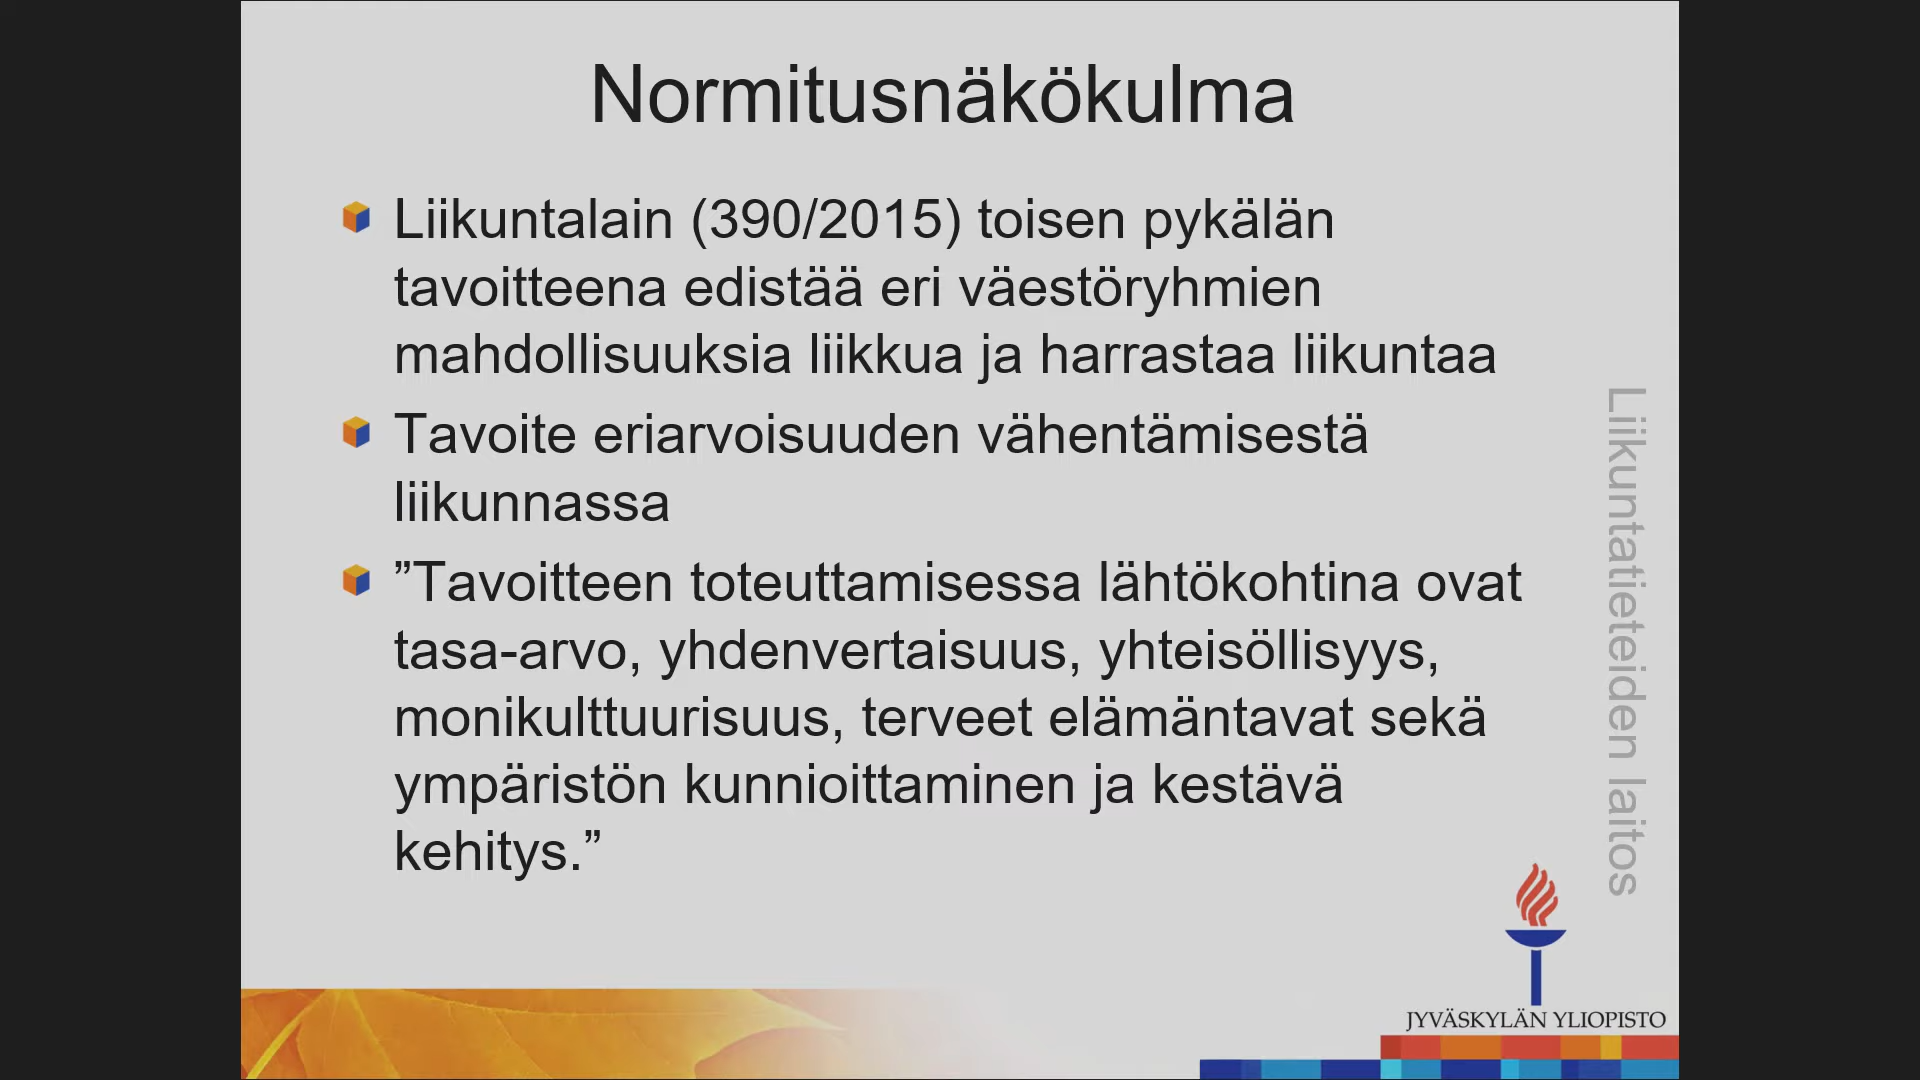 Normitusnäkökulma
Liikuntalain (390/2015) toisen pykälän
tavoitteena edistää eri väestöryhmien
mahdollisuuksia liikkua ja harrastaa liikuntaa
Tavoite eriarvoisuuden vähentämisestä
liikunnassa
”Tavoitteen toteuttamisessa lähtökohtina ovat
tasa-arvo, yhdenvertaisuus, yhteisöllisyys,
monikulttuurisuus, terveet elämäntavat sekä
ympäristön kunnioittaminen ja kestävä
kehitys.”
Liikuntatieteiden laitos
JYVÄSKYLÄN YLIOPISTO